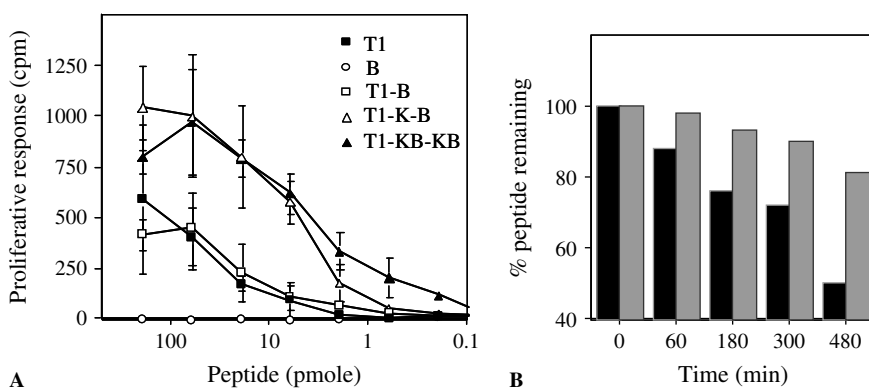 Proliferative response (cpm)
1250
1000
750
500
250
0
T1
B
T1-B
T1-K-B
T1-KB-KB
100
10
1
0.1
Peptide (pmole)
A
% peptide remaining
100
80
60
40
0
60
180
300
480
Time (min)
B